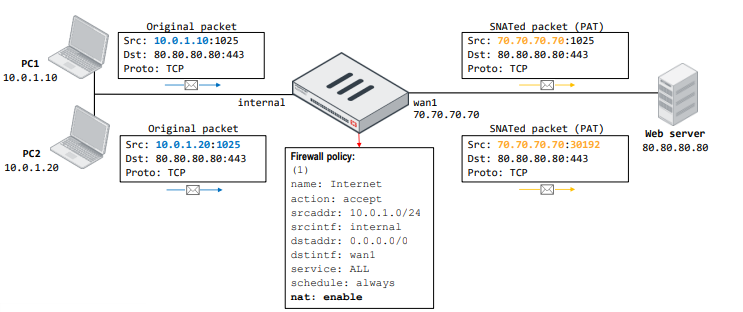 Original packet
Src: 10.0.1.10:1025
Dst: 80.80.80.80:443
Proto: TCP
SNATed packet (PAT)
Src: 70.70.70.70:1025
Dst: 80.80.80.80:443
Proto: TCP
PC1
10.0.1.10
internal
wan1
70.70.70.70
Original packet
Src: 10.0.1.20:1025
Dst: 80.80.80.80:443
Proto: TCP
SNATed packet (PAT)
Src: 70.70.70.70:30192
Dst: 80.80.80.80:443
Proto: TCP
Web server
80.80.80.80
PC2
10.0.1.20
Firewall policy:
(1)
name: Internet
action: accept
srcaddr: 10.0.1.0/24
srcintf: internal
dstaddr: 0.0.0.0/0
dstintf: wan1
service: ALL
schedule: always
nat: enable